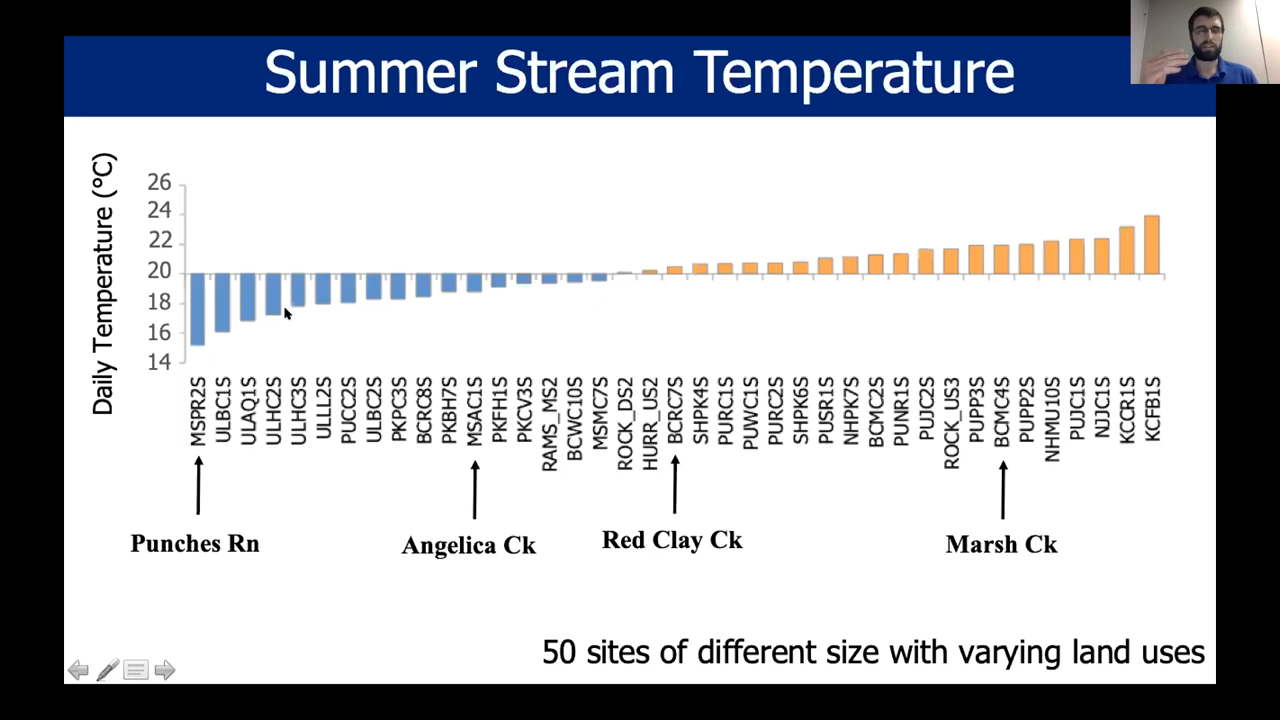 Summer Stream Temperature
Daily Temperature (°C)
26
24
22
20
18
16
14
MSPR2S
ULBC1S
ULAQ1S
ULHC2S
ULHC3S
ULLL2S
PUCC2S
ULBC2S
PKPC3S
BCRC8S
PKBH7S
MSAC1S
PKFH1S
PKCV3S
RAMS_MS2
BCWC10S
MSMC7S
ROCK_DS2
HURR_US2
BCRC7S
SHPK4S
PURC1S
PUWC1S
PURC2S
SHPK6S
PUSR1S
NHPK7S
BCMC2S
PUNR1S
PUJC2S
ROCK_US3
PUPP3S
BCMC4S
PUPP2S
NHMU10S
PUJC1S
NJJC1S
KCCR1S
KCFB1S
Punches Rn
Angelica Ck
Red Clay Ck
Marsh Ck
50 sites of different size with varying land uses